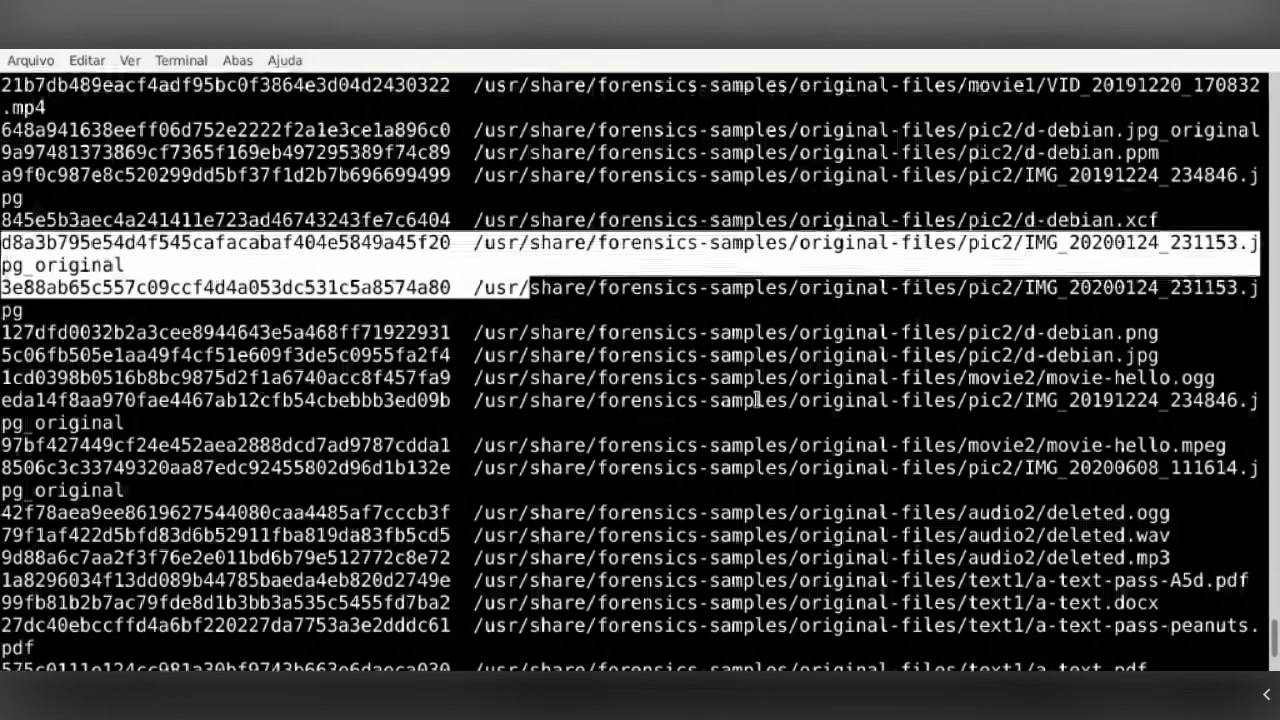 Arquivo Editar Ver Terminal Abas Ajuda
21b7db489eacf4adf95bc0f3864e3d04d2430322  /usr/share/forensics-samples/original-files/movie1/VID_20191220_170832
.mp4
648a941638eeff06d752e2222f2a1e3ce1a896c0  /usr/share/forensics-samples/original-files/pic2/d-debian.jpg_original
9a97481373869cf7365f169eb497295389f74c89  /usr/share/forensics-samples/original-files/pic2/d-debian.ppm
a9f0c987e8c520299dd5bf37f1d2b7b696699499  /usr/share/forensics-samples/original-files/pic2/IMG_20191224_234846.j
pg
845e5b3aec4a241411e723ad46743243fe7c6404  /usr/share/forensics-samples/original-files/pic2/d-debian.xcf
d8a3b795e54d4f545cafacabaf404e5849a45f20  /usr/share/forensics-samples/original-files/pic2/IMG_20200124_231153.j
pg_original
3e88ab65c557c09ccf4d4a053dc531c5a8574a80  /usr/share/forensics-samples/original-files/pic2/IMG_20200124_231153.j
pg
127dfd0032b2a3cee8944643e5a468ff71922931  /usr/share/forensics-samples/original-files/pic2/d-debian.png
5c06fb505e1aa49f4cf51e609f3de5c0955fa2f4  /usr/share/forensics-samples/original-files/pic2/d-debian.jpg
1cd0398b0516b8bc9875d2f1a6740acc8f457fa9  /usr/share/forensics-samples/original-files/movie2/movie-hello.ogg
eda14f8aa970fae4467ab12cfb54cbebbb3ed09b  /usr/share/forensics-samples/original-files/pic2/IMG_20191224_234846.j
pg_original
97bf427449cf24e452aea2888dcd7ad9787cdda1  /usr/share/forensics-samples/original-files/movie2/movie-hello.mpeg
8506c3c33749320aa87edc92455802d96d1b132e  /usr/share/forensics-samples/original-files/pic2/IMG_20200608_111614.j
pg_original
42f78aea9ee8619627544080caa4485af7cccb3f  /usr/share/forensics-samples/original-files/audio2/deleted.ogg
79f1af422d5bfd83d6b52911fba819da83fb5cd5  /usr/share/forensics-samples/original-files/audio2/deleted.wav
9d88a6c7aa2f3f76e2e011bd6b79e512772c8e72  /usr/share/forensics-samples/original-files/audio2/deleted.mp3
1a8296034f13dd089b44785baeda4eb820d2749e  /usr/share/forensics-samples/original-files/text1/a-text-pass-A5d.pdf
99fb81b2b7ac79fde8d1b3bb3a535c5455fd7ba2  /usr/share/forensics-samples/original-files/text1/a-text.docx
27dc40ebccffd4a6bf220227da7753a3e2dddc61  /usr/share/forensics-samples/original-files/text1/a-text-pass-peanuts.
pdf
/usr/share/forensics-samples/original-files/text1/a-text.pdf